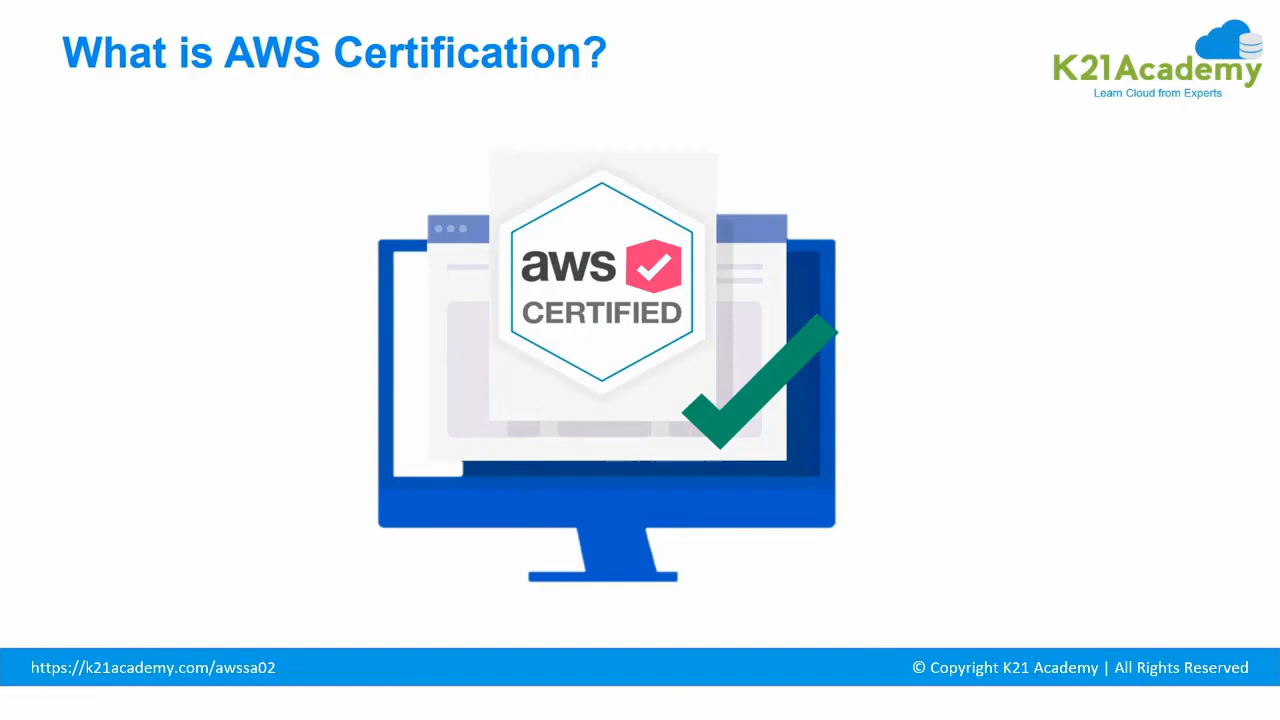 What is AWS Certification?
K21Academy
Learn Cloud from Experts
aws
CERTIFIED
https://k21academy.com/awssa02
© Copyright K21 Academy | All Rights Reserved